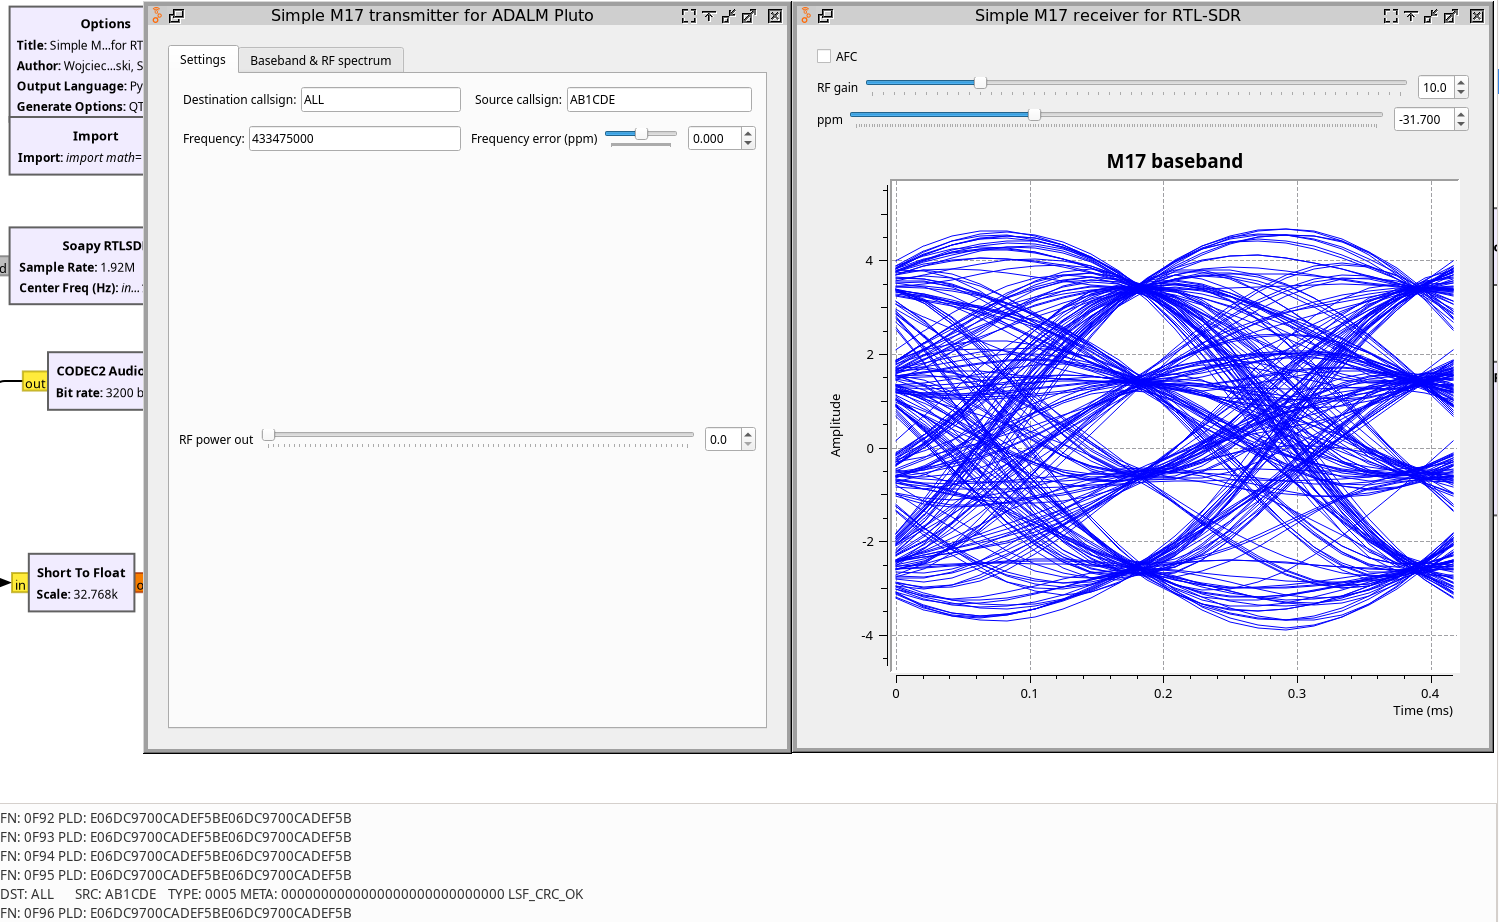 Options
Title: Simple M...for RT
Author: Wojciec...ski, S
Output Language: Py
Generate Options: QT
Import
Import: import math=
Soapy RTLSD
Sample Rate: 1.92M
Center Freq (Hz): in...
d
out
CODEC2 Audio
Bit rate: 3200 b
in
Short To Float
Scale: 32.768k
o
Simple M17 transmitter for ADALM Pluto
Settings
Baseband & RF spectrum
Destination callsign: ALL
Source callsign: AB1CDE
Frequency: 433475000
Frequency error (ppm) 0.000
RF power out 0.0
Simple M17 receiver for RTL-SDR
AFC
RF gain 10.0
ppm -31.700
M17 baseband
4
2
0
-2
-4
Amplitude
0 0.1 0.2 0.3 0.4
Time (ms)
FN: 0F92 PLD: E06DC9700CADEF5BE06DC9700CADEF5B
FN: 0F93 PLD: E06DC9700CADEF5BE06DC9700CADEF5B
FN: 0F94 PLD: E06DC9700CADEF5BE06DC9700CADEF5B
FN: 0F95 PLD: E06DC9700CADEF5BE06DC9700CADEF5B
DST: ALL SRC: AB1CDE TYPE: 0005 META: 0000000000000000000000000000 LSF_CRC_OK
FN: 0F96 PLD: E06DC9700CADEF5BE06DC9700CADEF5B